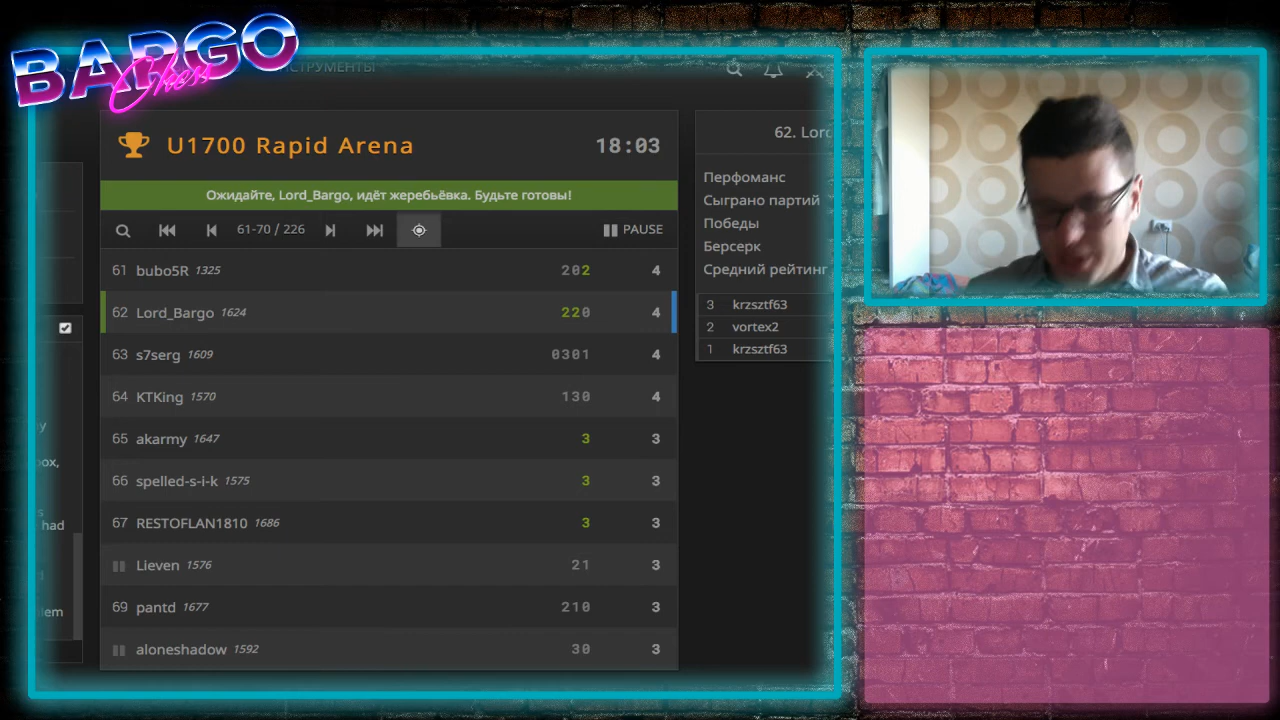 BARGO
Chess
СТРУМЕНТЫ
U1700 Rapid Arena
18:03
Ожидайте, Lord_Bargo, идёт жеребьёвка. Будьте готовы!
61-70 / 226
PAUSE
61 bubo5R 1325 202 4
62 Lord_Bargo 1624 220 4
63 s7serg 1609 0301 4
64 KTKing 1570 130 4
65 akarmy 1647 3 3
66 spelled-s-i-k 1575 3 3
67 RESTOFLAN1810 1686 3 3
Lieven 1576 21 3
69 pantd 1677 210 3
aloneshadow 1592 30 3
62. Lord
Перфоманс
Сыграно партий
Победы
Берсерк
Средний рейтинг
3 krzsztf63
2 vortex2
1 krzsztf63
y
ox,
s
had
lem